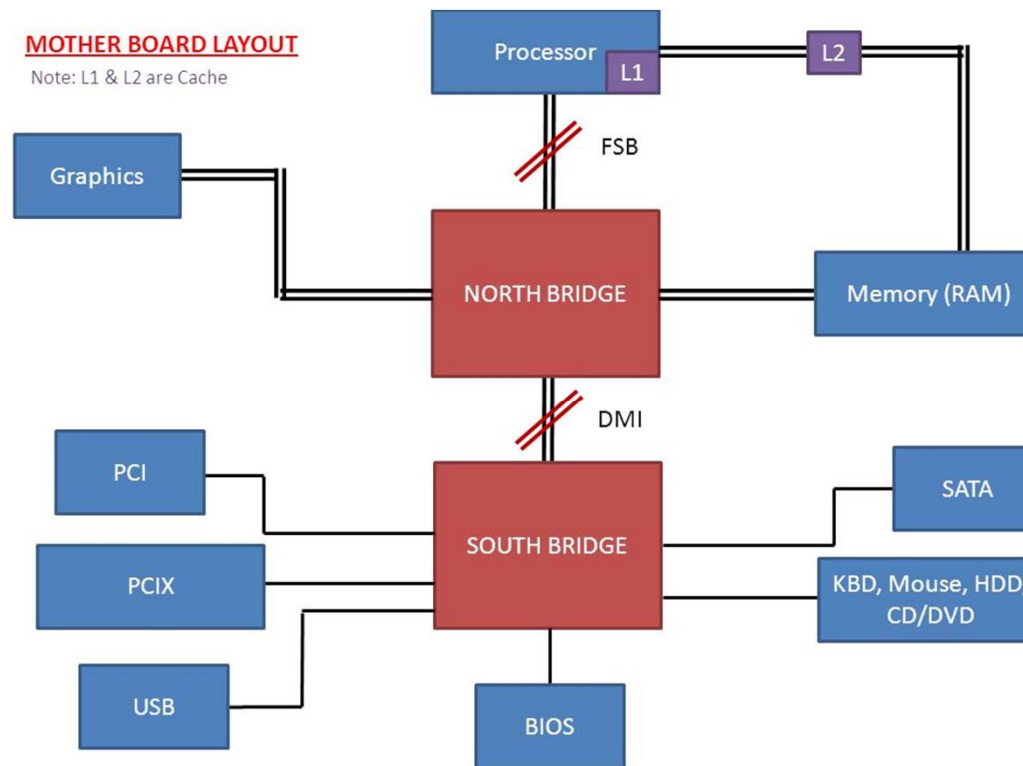 MOTHER BOARD LAYOUT
Note: L1 & L2 are Cache
Processor
L1
L2
FSB
Graphics
NORTH BRIDGE
Memory (RAM)
DMI
PCI
SATA
SOUTH BRIDGE
PCIX
KBD, Mouse, HDD,
CD/DVD
USB
BIOS